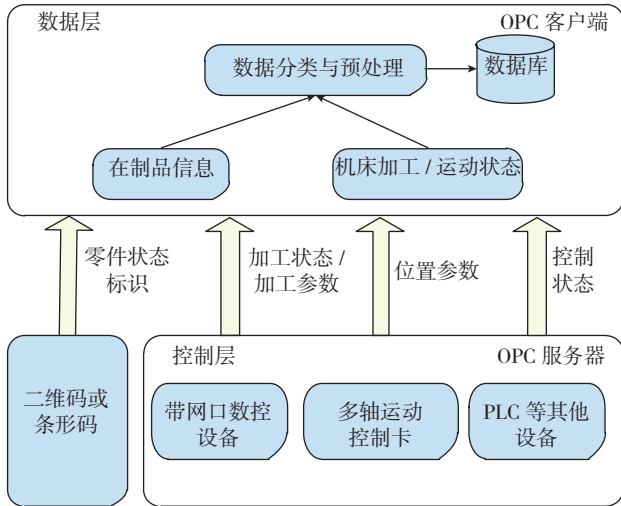 数据层
OPC 客户端
数据分类与预处理
数据库
在制品信息
机床加工 / 运动状态
零件状态
标识
加工状态 /
加工参数
位置参数
控制
状态
二维码或
条形码
控制层
OPC 服务器
带网口数控
设备
多轴运动
控制卡
PLC 等其他
设备